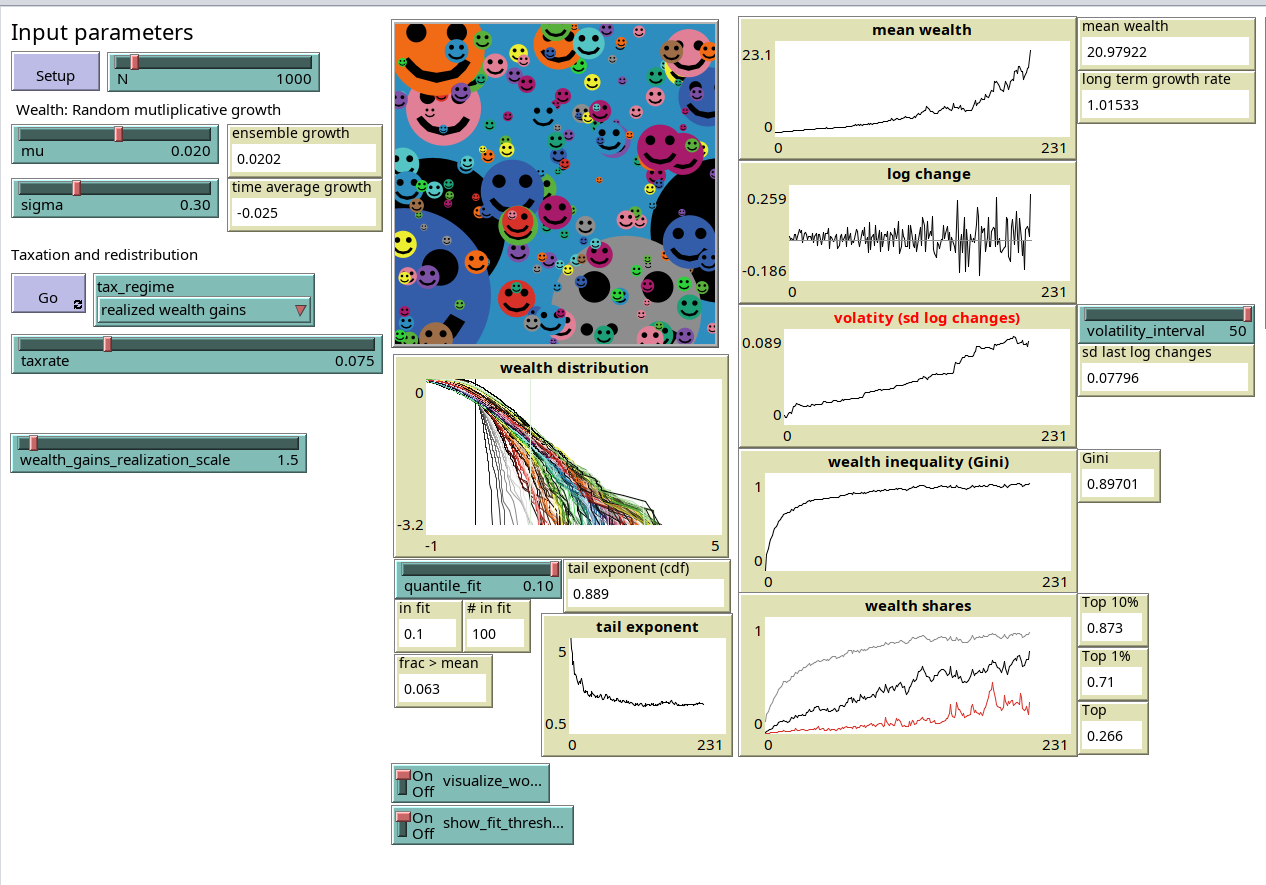 Input parameters
Setup
N 1000
Wealth: Random mutliplicative growth
mu 0.020
ensemble growth
0.0202
sigma 0.30
time average growth
-0.025
Taxation and redistribution
Go
tax_regime
realized wealth gains
taxrate 0.075
wealth_gains_realization_scale 1.5
wealth distribution
0
-3.2
-1 5
quantile_fit 0.10
tail exponent (cdf)
0.889
in fit
0.1
# in fit
100
frac > mean
0.063
tail exponent
5
0.5
0 231
On
Off
visualize_wo...
On
Off
show_fit_thresh...
mean wealth
23.1
0
0 231
mean wealth
20.97922
long term growth rate
1.01533
log change
0.259
-0.186
0 231
volatity (sd log changes)
0.089
0
0 231
volatility_interval 50
sd last log changes
0.07796
wealth inequality (Gini)
1
0
0 231
Gini
0.89701
wealth shares
1
0
0 231
Top 10%
0.873
Top 1%
0.71
Top
0.266